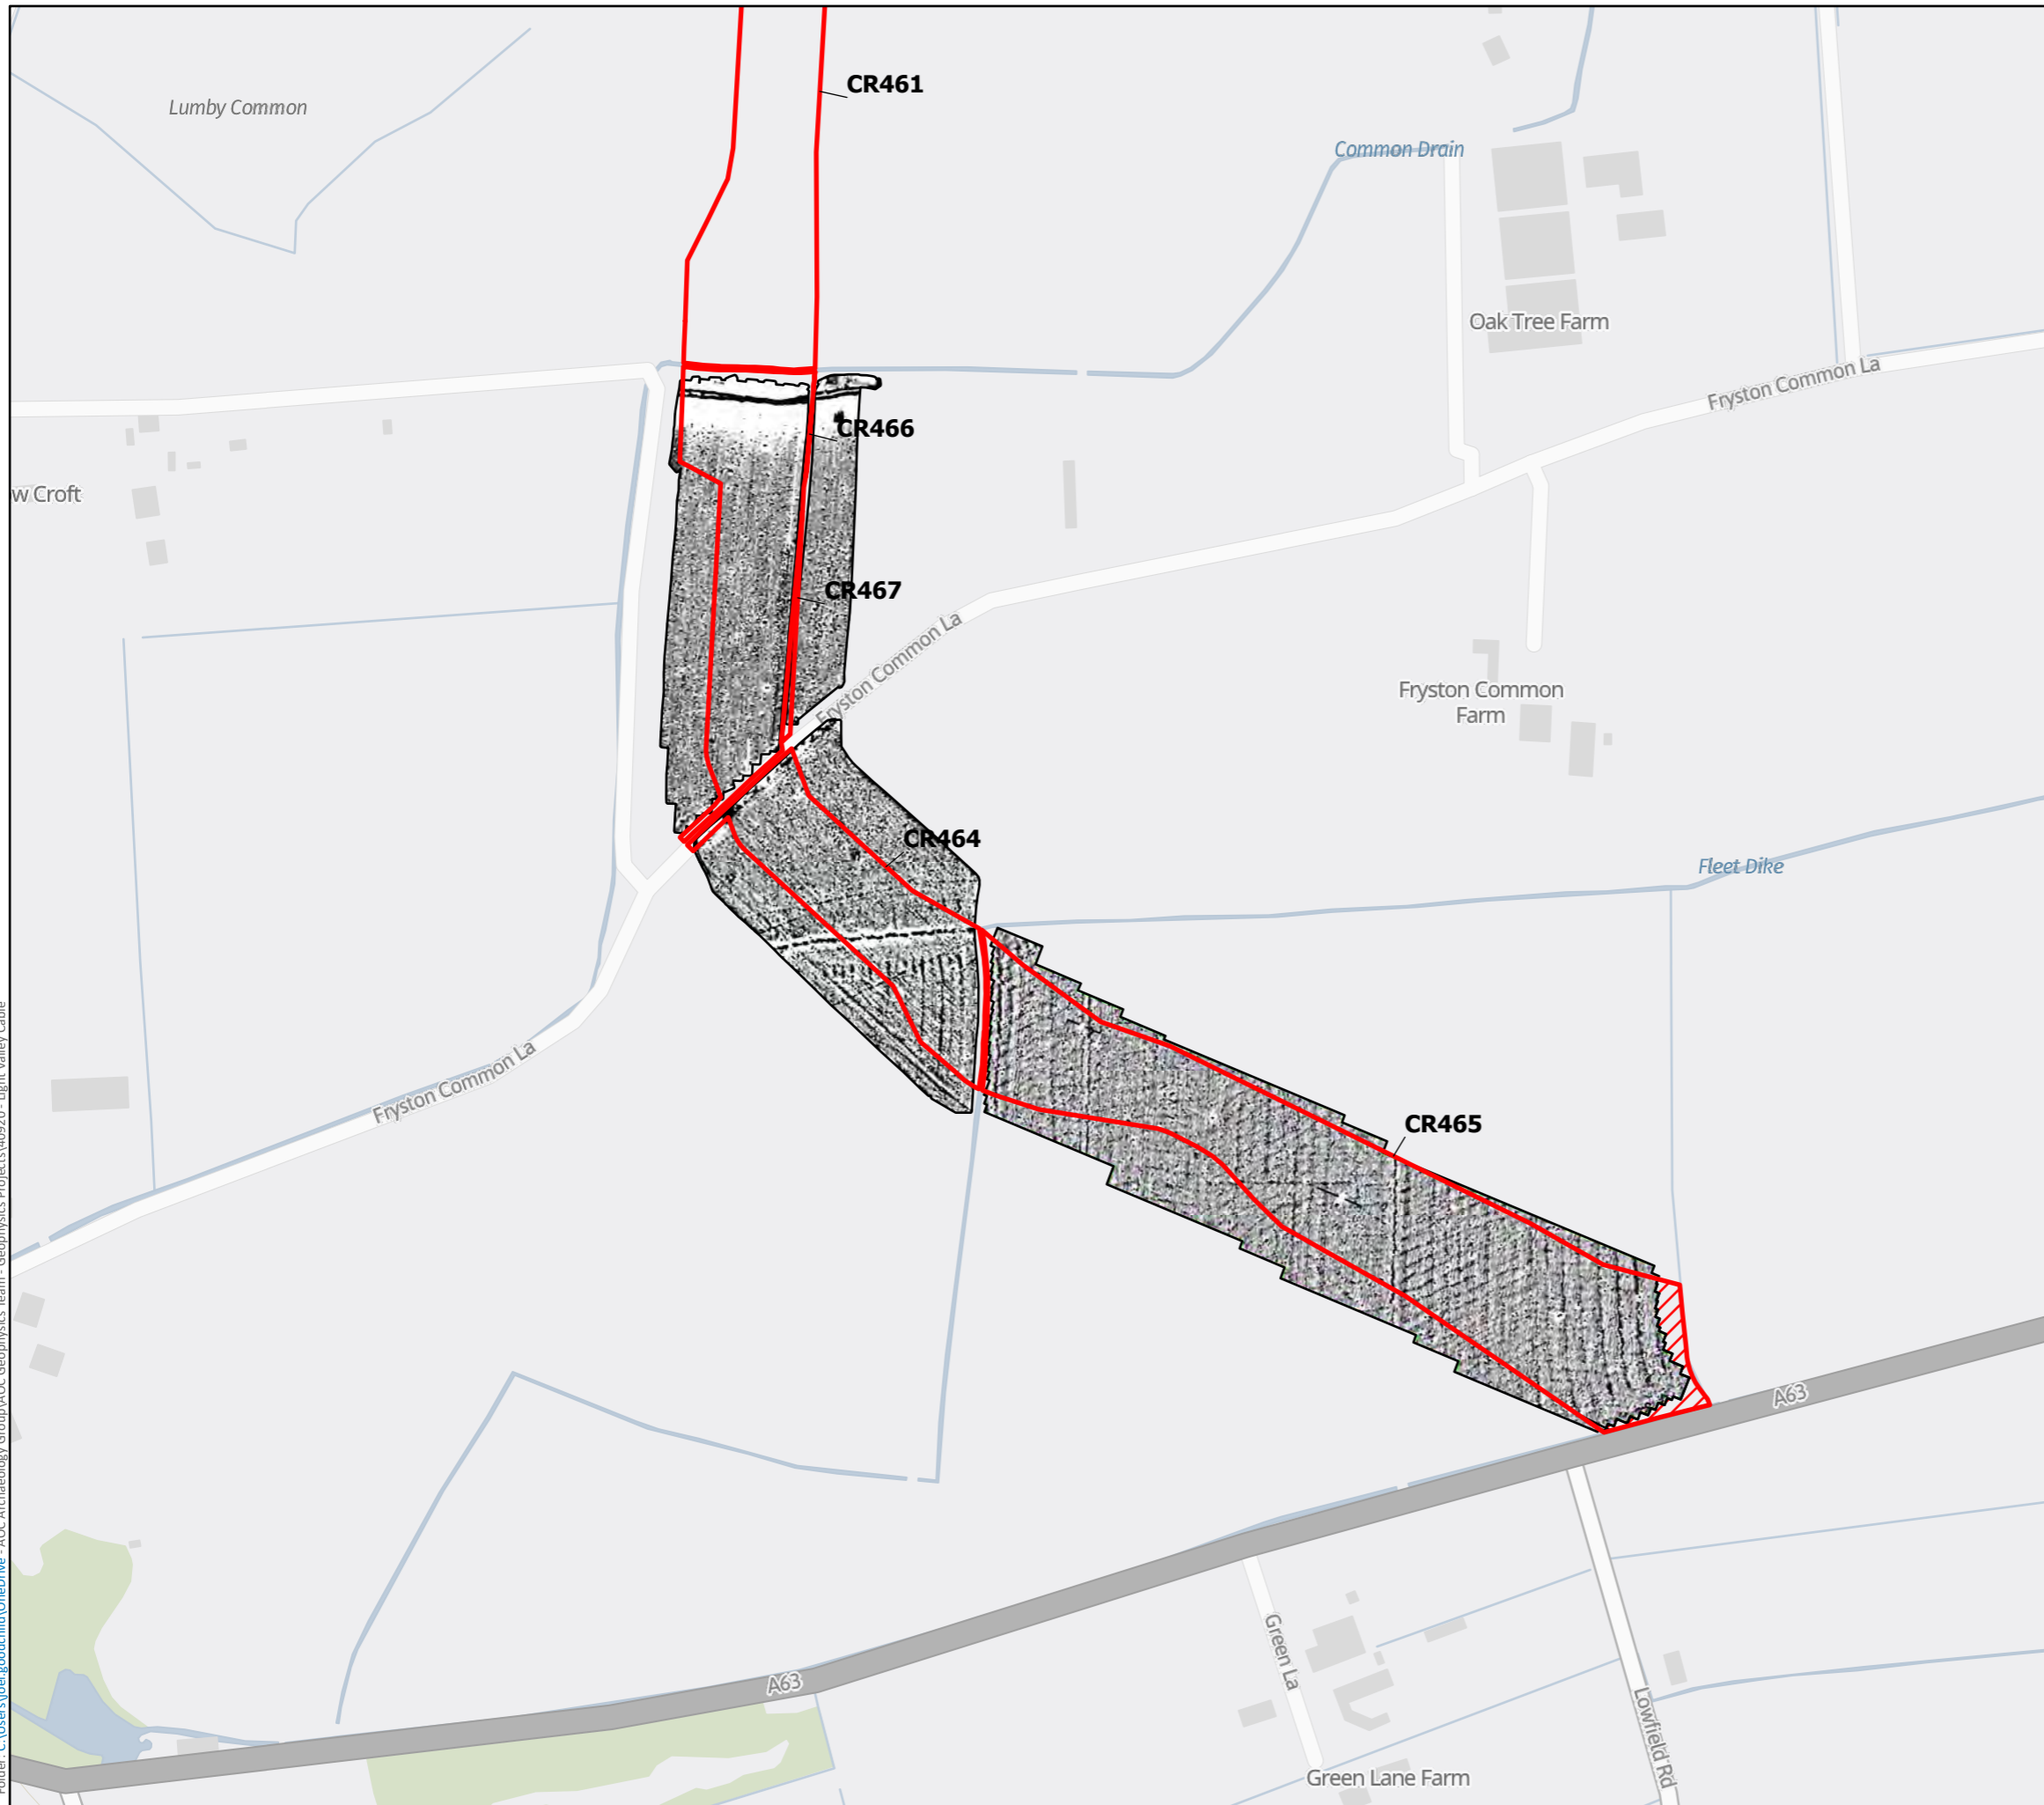 CR461
Lumby Common
Common Drain
Oak Tree Farm
Fryston Common La
CR466
w Croft
CR467
Fryston Common La
Fryston Common
Farm
CR464
Fleet Dike
Fryston Common La
CR465
A63
Green La
A63
Lowfield Rd
Green Lane Farm